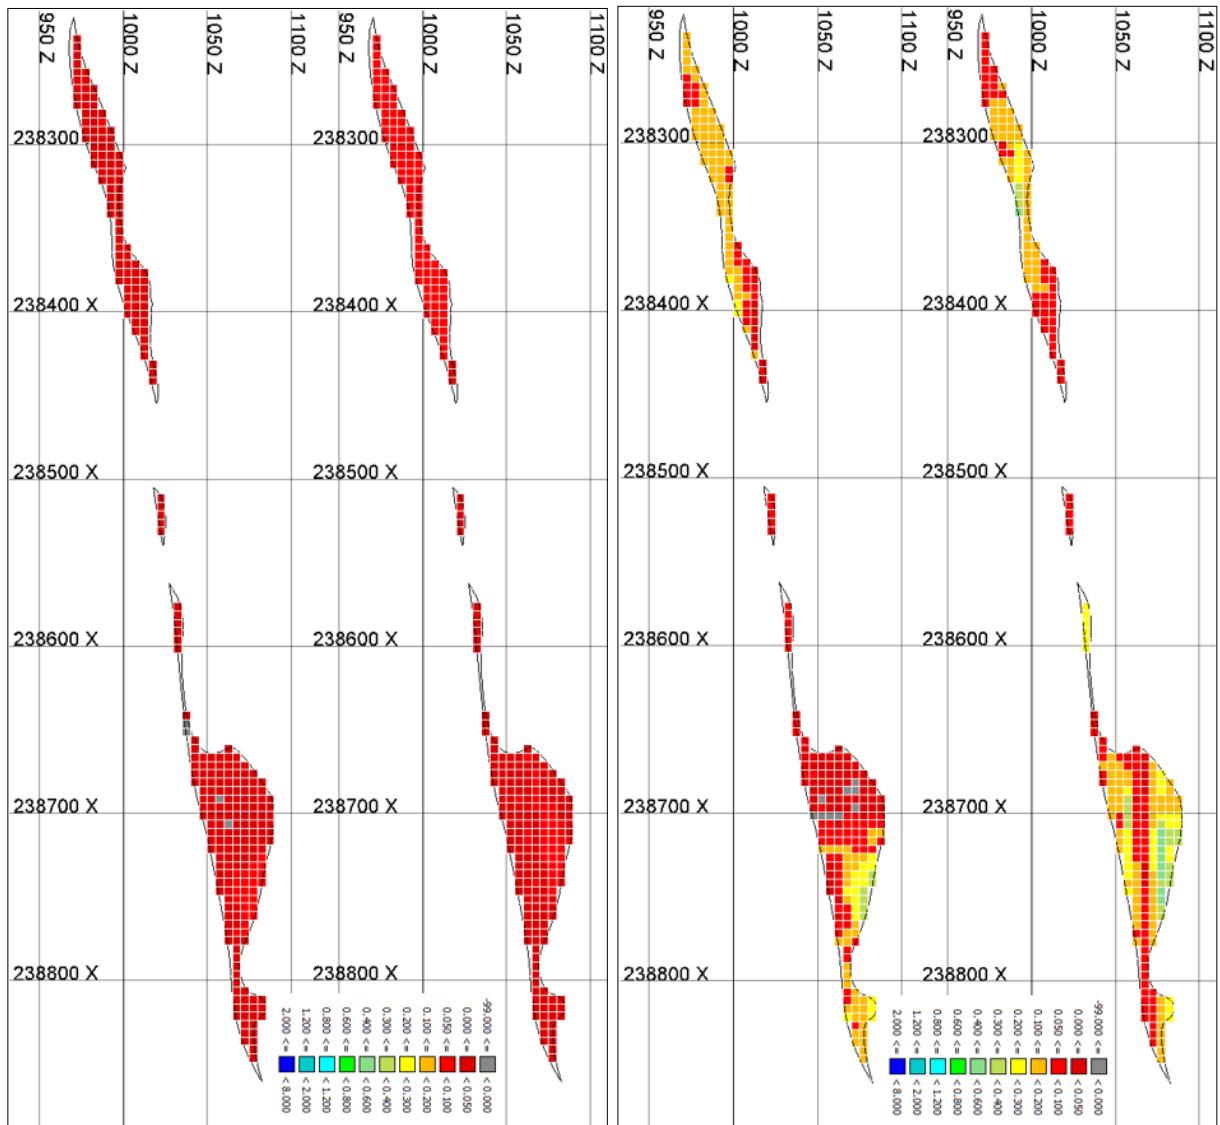 950 Z
1000 Z
1050 Z
1100 Z
950 Z
1000 Z
1050 Z
1100 Z
238300
238300
238400 X
238400 X
238500 X
238500 X
238600 X
238600 X
238700 X
238700 X
238800 X
238800 X
-99.000 <= < 0.000
0.000 <= < 0.050
0.050 <= < 0.100
0.100 <= < 0.200
0.200 <= < 0.300
0.300 <= < 0.400
0.400 <= < 0.600
0.600 <= < 0.800
0.800 <= < 1.200
1.200 <= < 2.000
2.000 <= < 8.000
950 Z
1000 Z
1050 Z
1100 Z
950 Z
1000 Z
1050 Z
1100 Z
238300
238300
238400 X
238400 X
238500 X
238500 X
238600 X
238600 X
238700 X
238700 X
238800 X
238800 X
-99.000 <= < 0.000
0.000 <= < 0.050
0.050 <= < 0.100
0.100 <= < 0.200
0.200 <= < 0.300
0.300 <= < 0.400
0.400 <= < 0.600
0.600 <= < 0.800
0.800 <= < 1.200
1.200 <= < 2.000
2.000 <= < 8.000